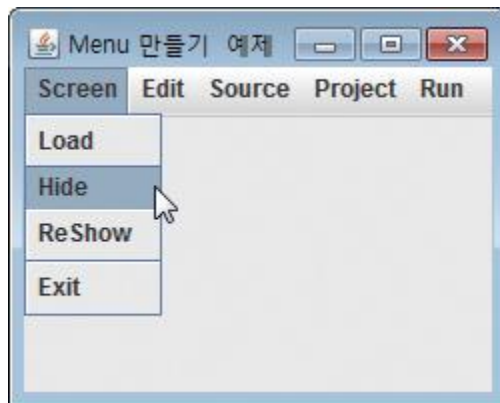 Menu 만들기 예제
Screen Edit Source Project Run
Load
Hide
ReShow
Exit